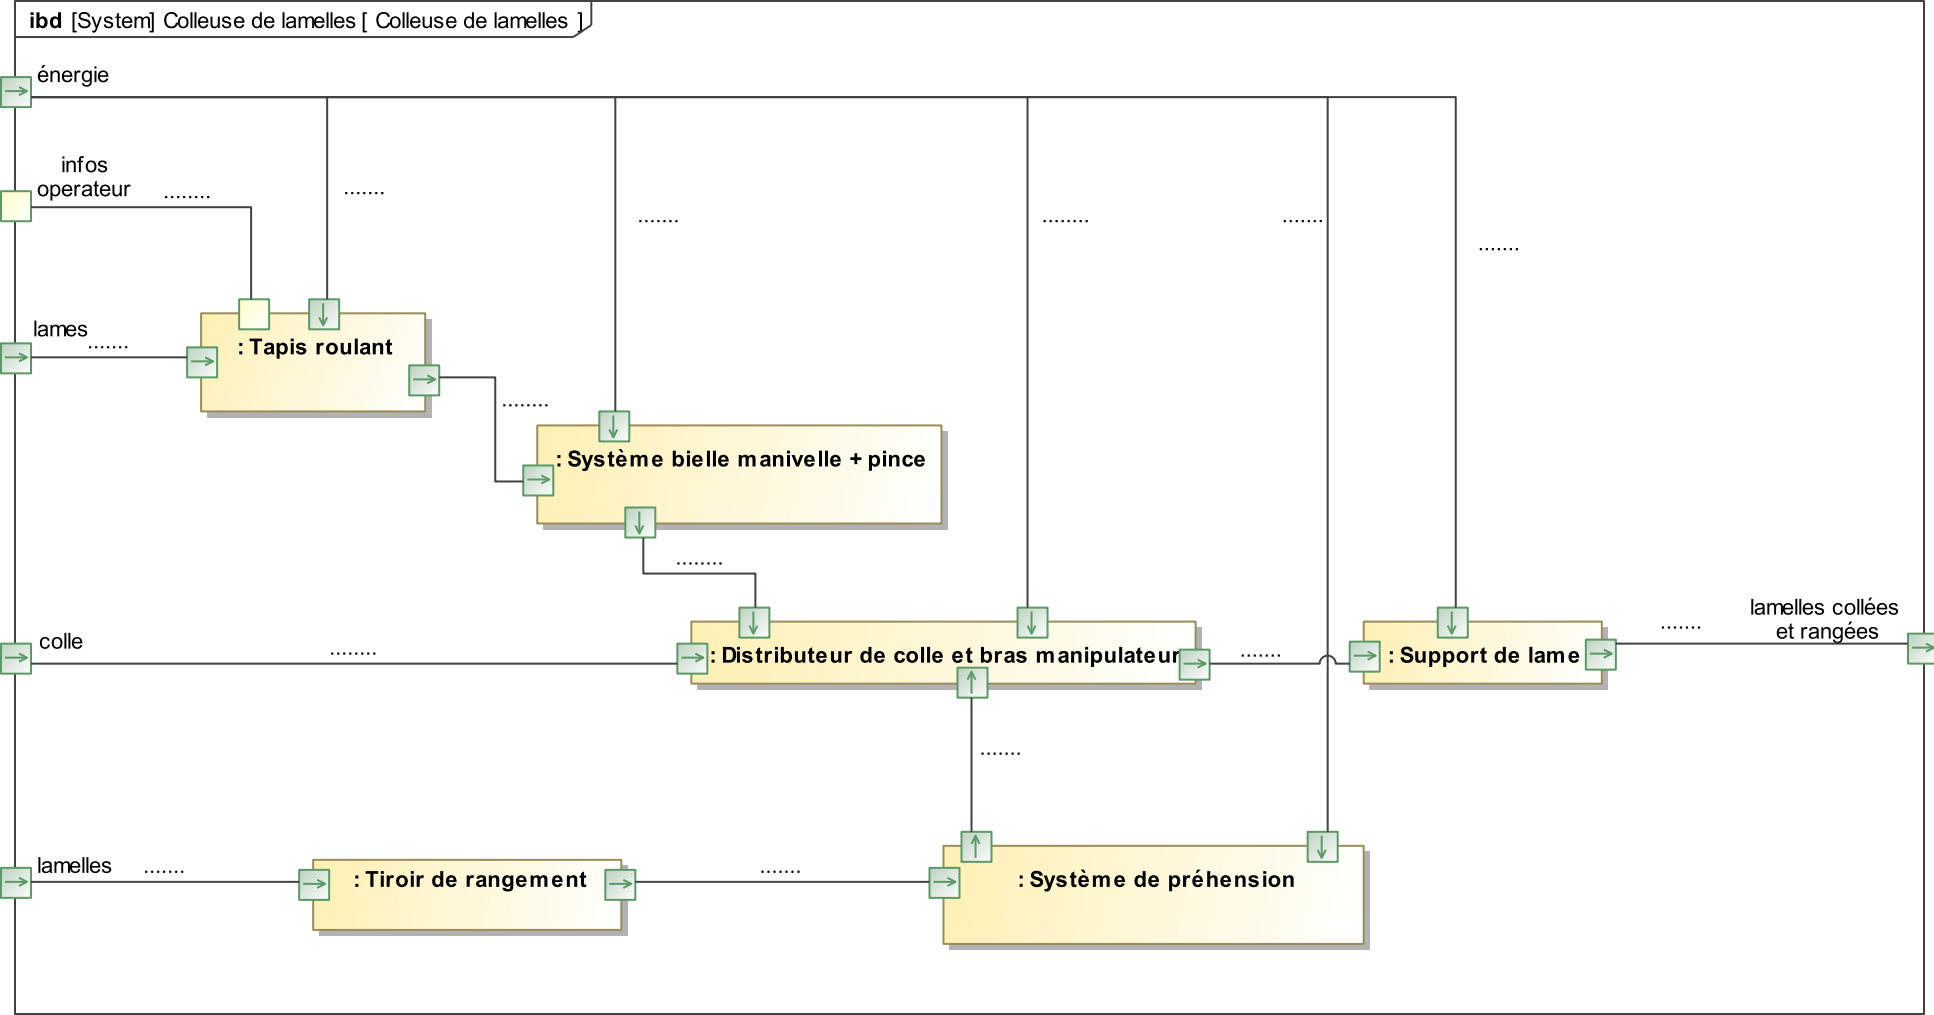 ibd [System] Colleuse de lamelles [ Colleuse de lamelles ]
énergie
infos
operateur
........
.......
.......
........
.......
.......
lames
.......
: Tapis roulant
........
: Système bielle manivelle + pince
........
colle
........
: Distributeur de colle et bras manipulateur
.......
: Support de lame
.......
lamelles collées
et rangées
.......
lamelles
.......
: Tiroir de rangement
.......
: Système de préhension